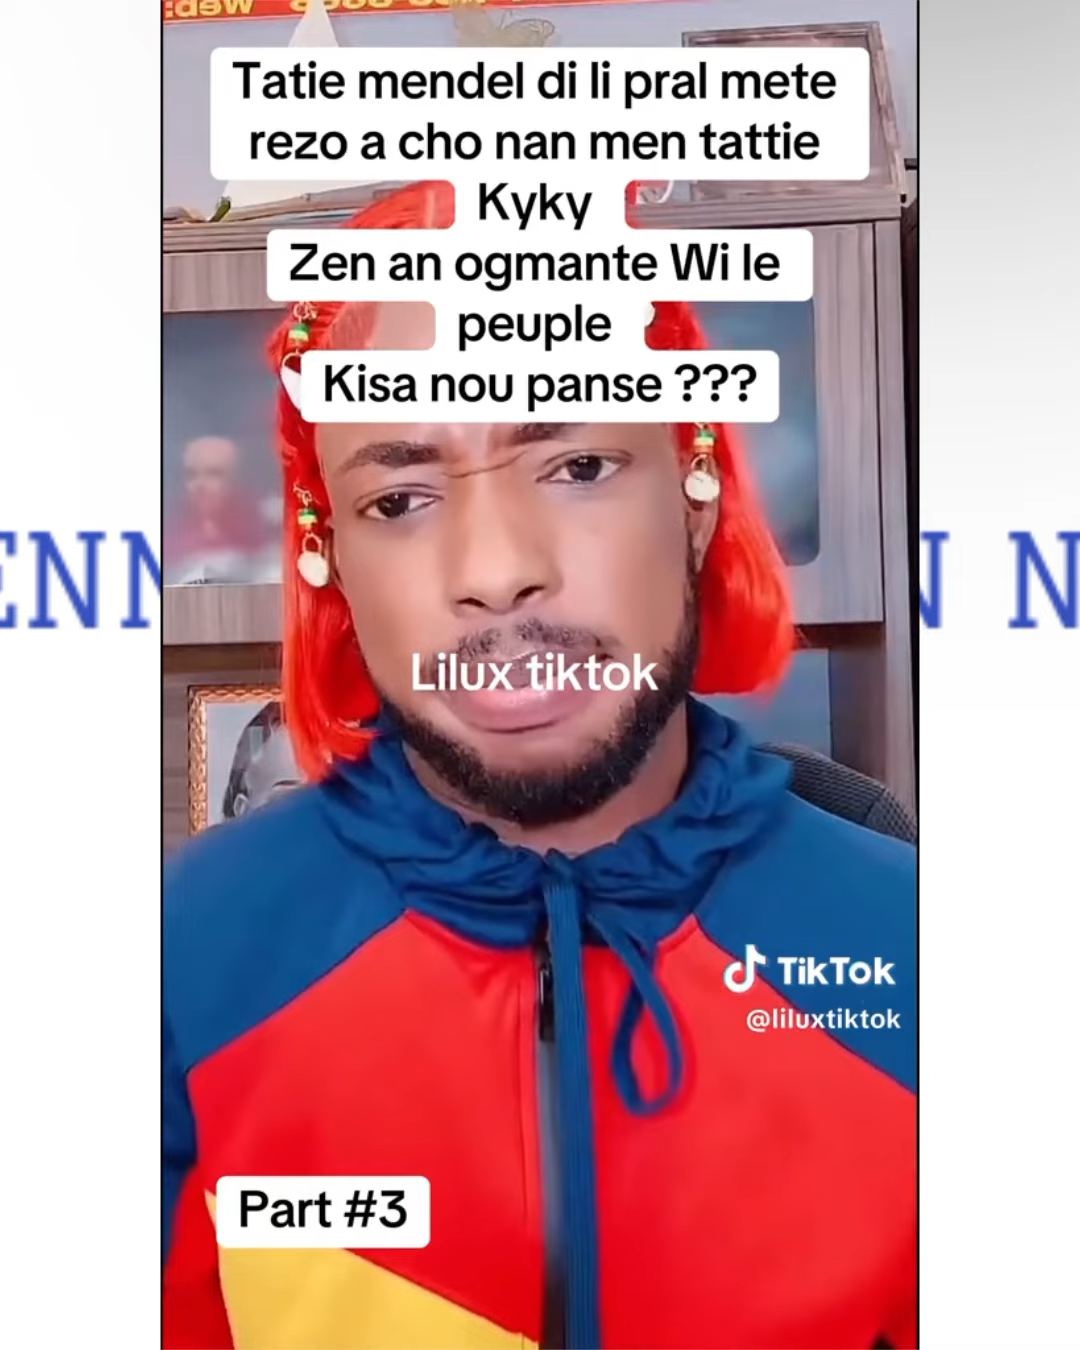 Tatie mendel di li pral mete
rezo a cho nan men tattie
Kyky
Zen an ogmante Wi le
peuple
Kisa nou panse ???
Lilux tiktok
TikTok
@liluxtiktok
Part #3